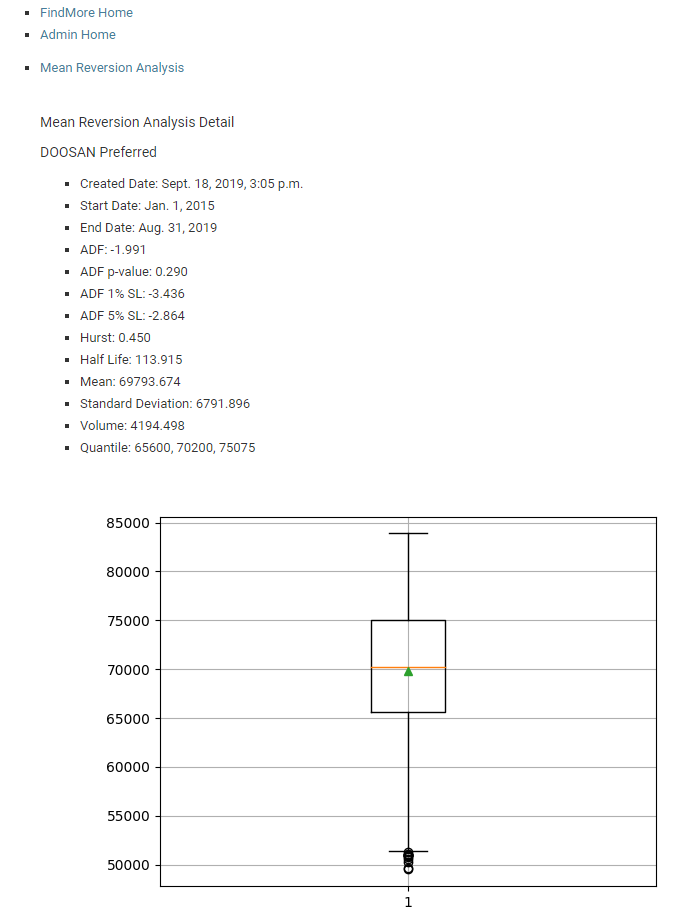 FindMore Home
Admin Home
Mean Reversion Analysis
Mean Reversion Analysis Detail
DOOSAN Preferred
Created Date: Sept. 18, 2019, 3:05 p.m.
Start Date: Jan. 1, 2015
End Date: Aug. 31, 2019
ADF: -1.991
ADF p-value: 0.290
ADF 1% SL: -3.436
ADF 5% SL: -2.864
Hurst: 0.450
Half Life: 113.915
Mean: 69793.674
Standard Deviation: 6791.896
Volume: 4194.498
Quantile: 65600, 70200, 75075
85000
80000
75000
70000
65000
60000
55000
50000
1